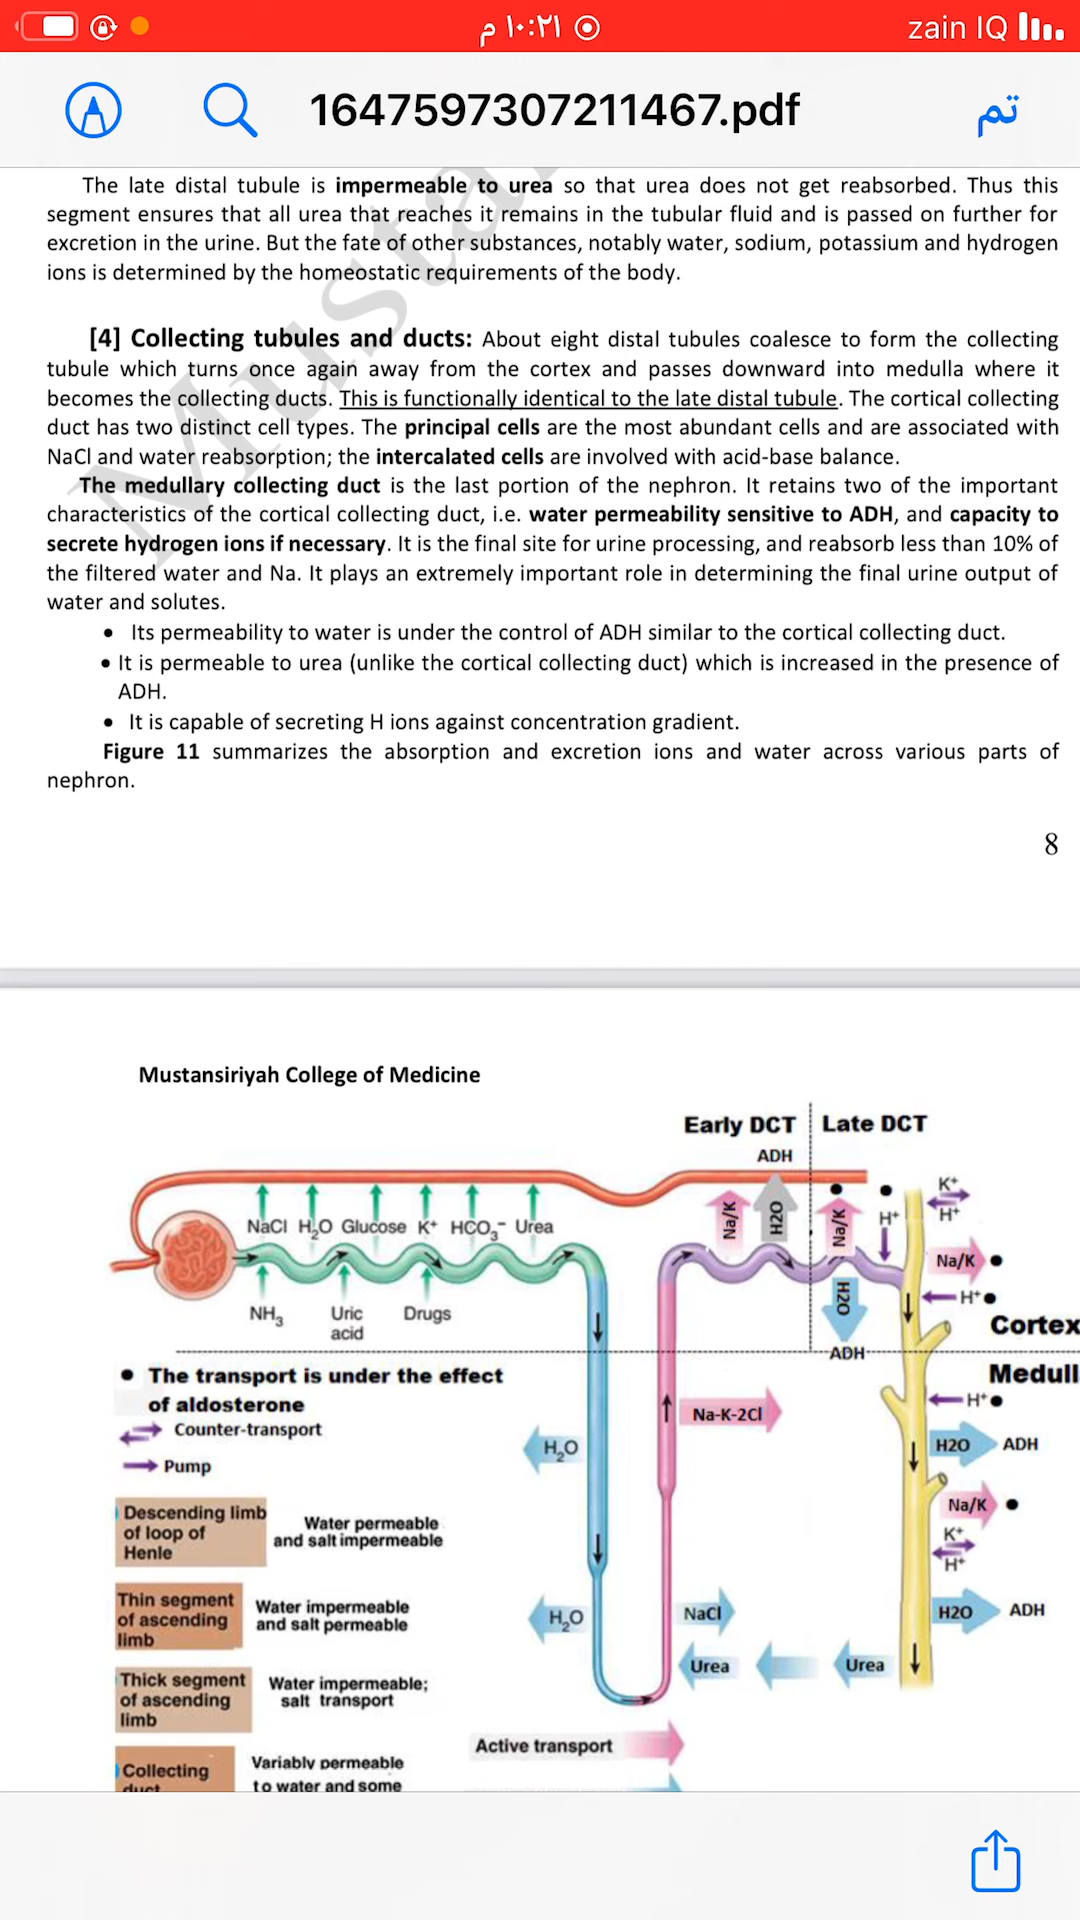 ١٠:٢١ م
zain IQ
1647597307211467.pdf
تم
The late distal tubule is impermeable to urea so that urea does not get reabsorbed. Thus this
segment ensures that all urea that reaches it remains in the tubular fluid and is passed on further for
excretion in the urine. But the fate of other substances, notably water, sodium, potassium and hydrogen
ions is determined by the homeostatic requirements of the body.
[4] Collecting tubules and ducts: About eight distal tubules coalesce to form the collecting
tubule which turns once again away from the cortex and passes downward into medulla where it
becomes the collecting ducts. This is functionally identical to the late distal tubule. The cortical collecting
duct has two distinct cell types. The principal cells are the most abundant cells and are associated with
NaCl and water reabsorption; the intercalated cells are involved with acid-base balance.
The medullary collecting duct is the last portion of the nephron. It retains two of the important
characteristics of the cortical collecting duct, i.e. water permeability sensitive to ADH, and capacity to
secrete hydrogen ions if necessary. It is the final site for urine processing, and reabsorb less than 10% of
the filtered water and Na. It plays an extremely important role in determining the final urine output of
water and solutes.
• Its permeability to water is under the control of ADH similar to the cortical collecting duct.
• It is permeable to urea (unlike the cortical collecting duct) which is increased in the presence of
ADH.
• It is capable of secreting H ions against concentration gradient.
Figure 11 summarizes the absorption and excretion ions and water across various parts of
nephron.
8
Musta
Mustansiriyah College of Medicine
Early DCT Late DCT
ADH
NaCl H₂O Glucose K⁺ HCO₃⁻ Urea
Na/K
H2O
Na/K
H⁺
K⁺
H⁺
Na/K
H⁺
NH₃ Uric acid Drugs
H2O
ADH
Cortex
Medull
• The transport is under the effect
of aldosterone
Counter-transport
Pump
H₂O
Na-K-2Cl
H⁺
H2O ADH
Na/K
K⁺
H⁺
Descending limb
of loop of
Henle
Water permeable
and salt impermeable
Thin segment
of ascending
limb
Water impermeable
and salt permeable
H₂O
NaCl
H2O ADH
Urea
Urea
Thick segment
of ascending
limb
Water impermeable;
salt transport
Active transport
Collecting
duct
Variably permeable
to water and some